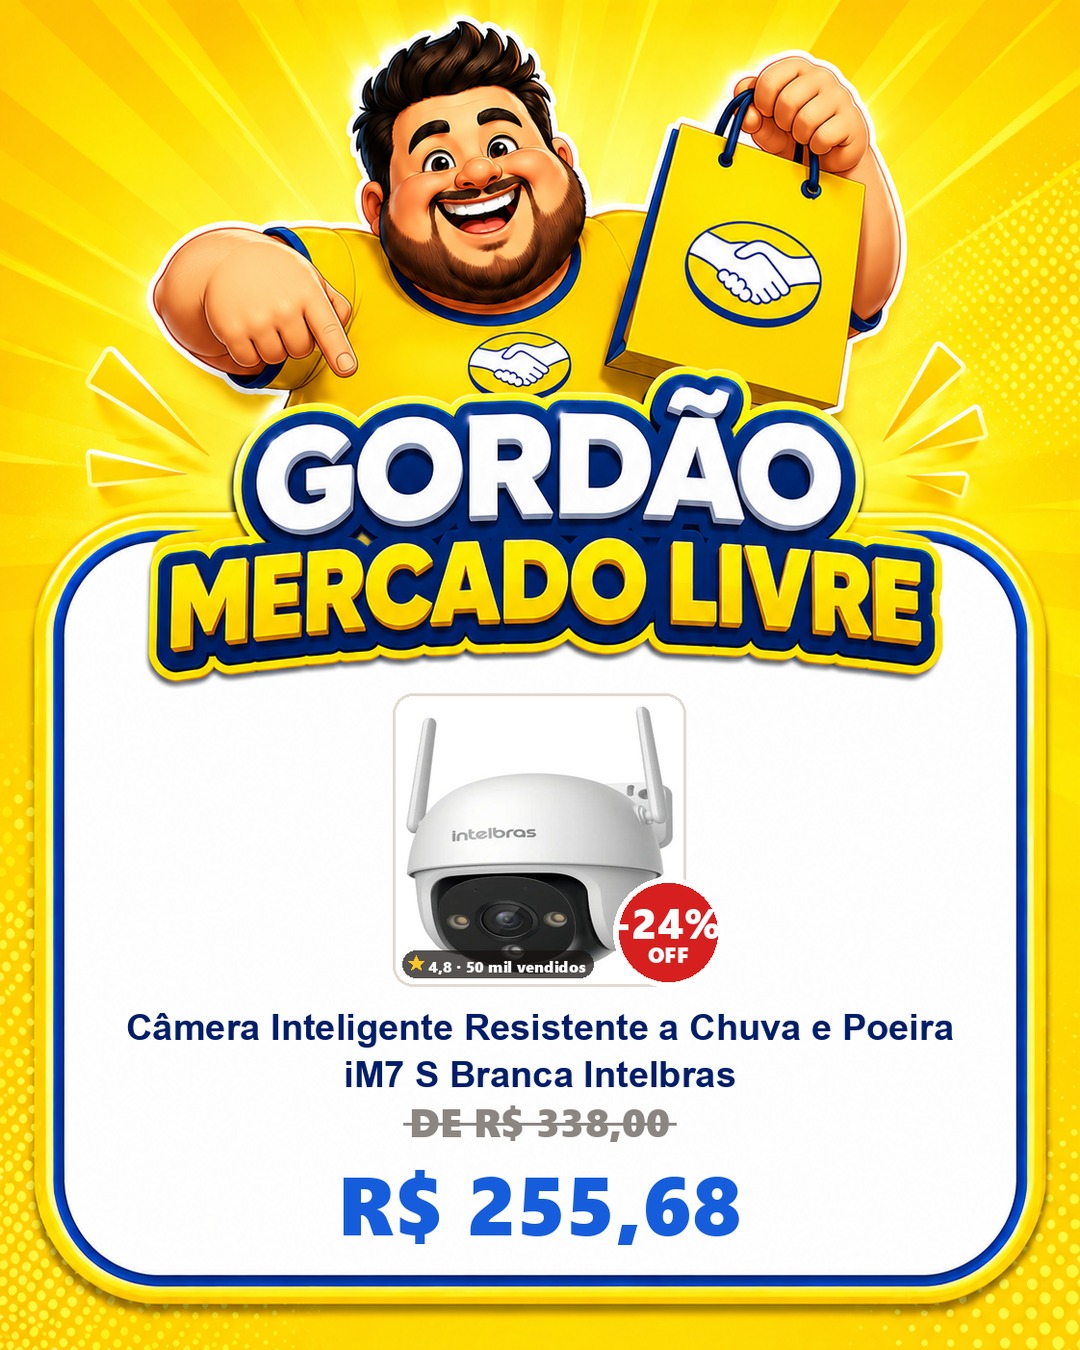 GORDÃO
MERCADO LIVRE
intelbras
-24%
OFF
4,8 · 50 mil vendidos
Câmera Inteligente Resistente a Chuva e Poeira
iM7 S Branca Intelbras
DE R$ 338,00
R$ 255,68